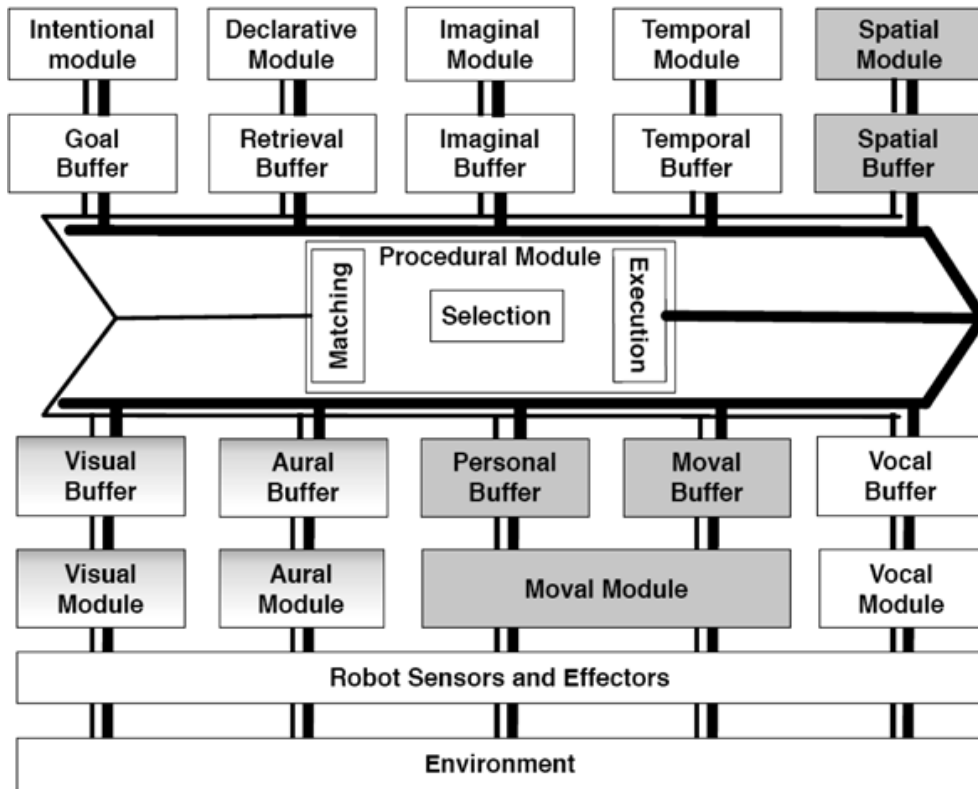 Intentional
module
Declarative
Module
Imaginal
Module
Temporal
Module
Spatial
Module
Goal
Buffer
Retrieval
Buffer
Imaginal
Buffer
Temporal
Buffer
Spatial
Buffer
Procedural Module
Matching
Selection
Execution
Visual
Buffer
Aural
Buffer
Personal
Buffer
Moval
Buffer
Vocal
Buffer
Visual
Module
Aural
Module
Moval Module
Vocal
Module
Robot Sensors and Effectors
Environment